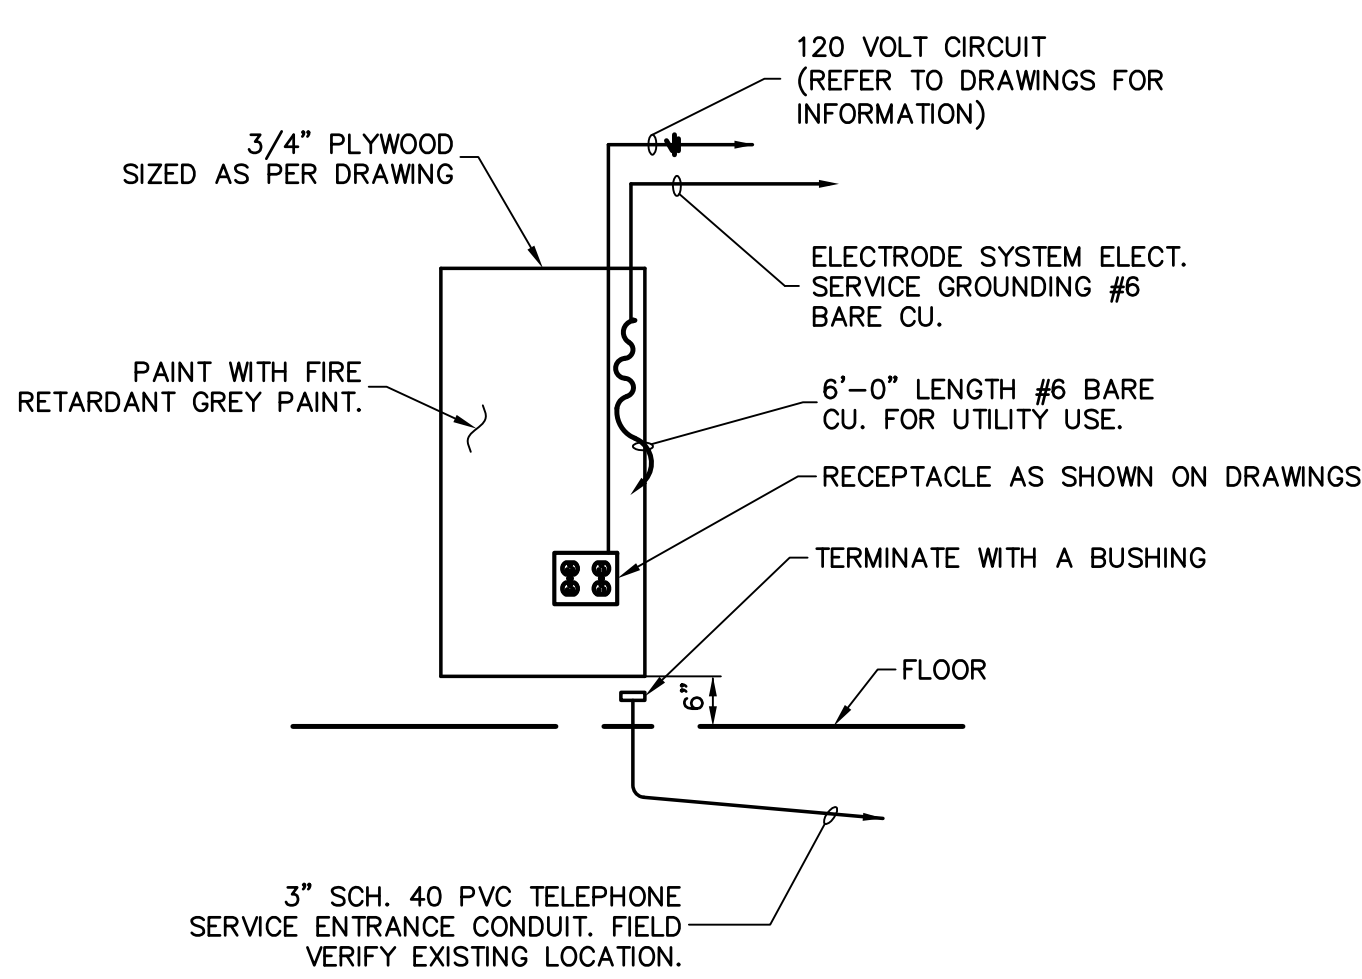 120 VOLT CIRCUIT
(REFER TO DRAWINGS FOR
INFORMATION)
3/4" PLYWOOD
SIZED AS PER DRAWING
ELECTRODE SYSTEM ELECT.
SERVICE GROUNDING #6
BARE CU.
PAINT WITH FIRE
RETARDANT GREY PAINT.
6'-0" LENGTH #6 BARE
CU. FOR UTILITY USE.
RECEPTACLE AS SHOWN ON DRAWINGS
TERMINATE WITH A BUSHING
FLOOR
6"
3" SCH. 40 PVC TELEPHONE
SERVICE ENTRANCE CONDUIT. FIELD
VERIFY EXISTING LOCATION.